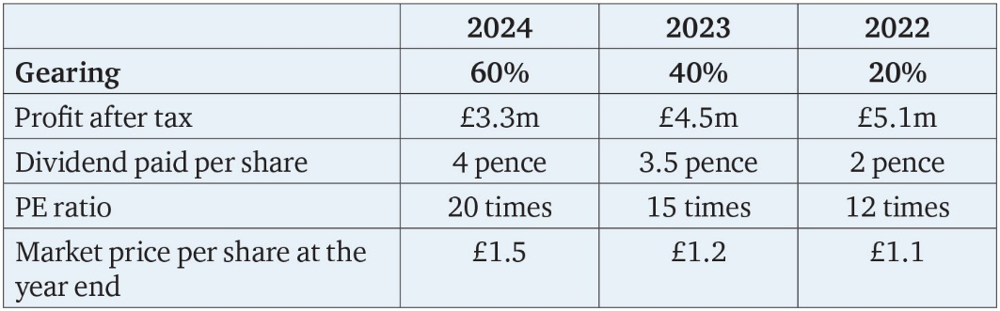 2024 2023 2022
Gearing 60% 40% 20%
Profit after tax £3.3m £4.5m £5.1m
Dividend paid per share 4 pence 3.5 pence 2 pence
PE ratio 20 times 15 times 12 times
Market price per share at the £1.5 £1.2 £1.1
year end